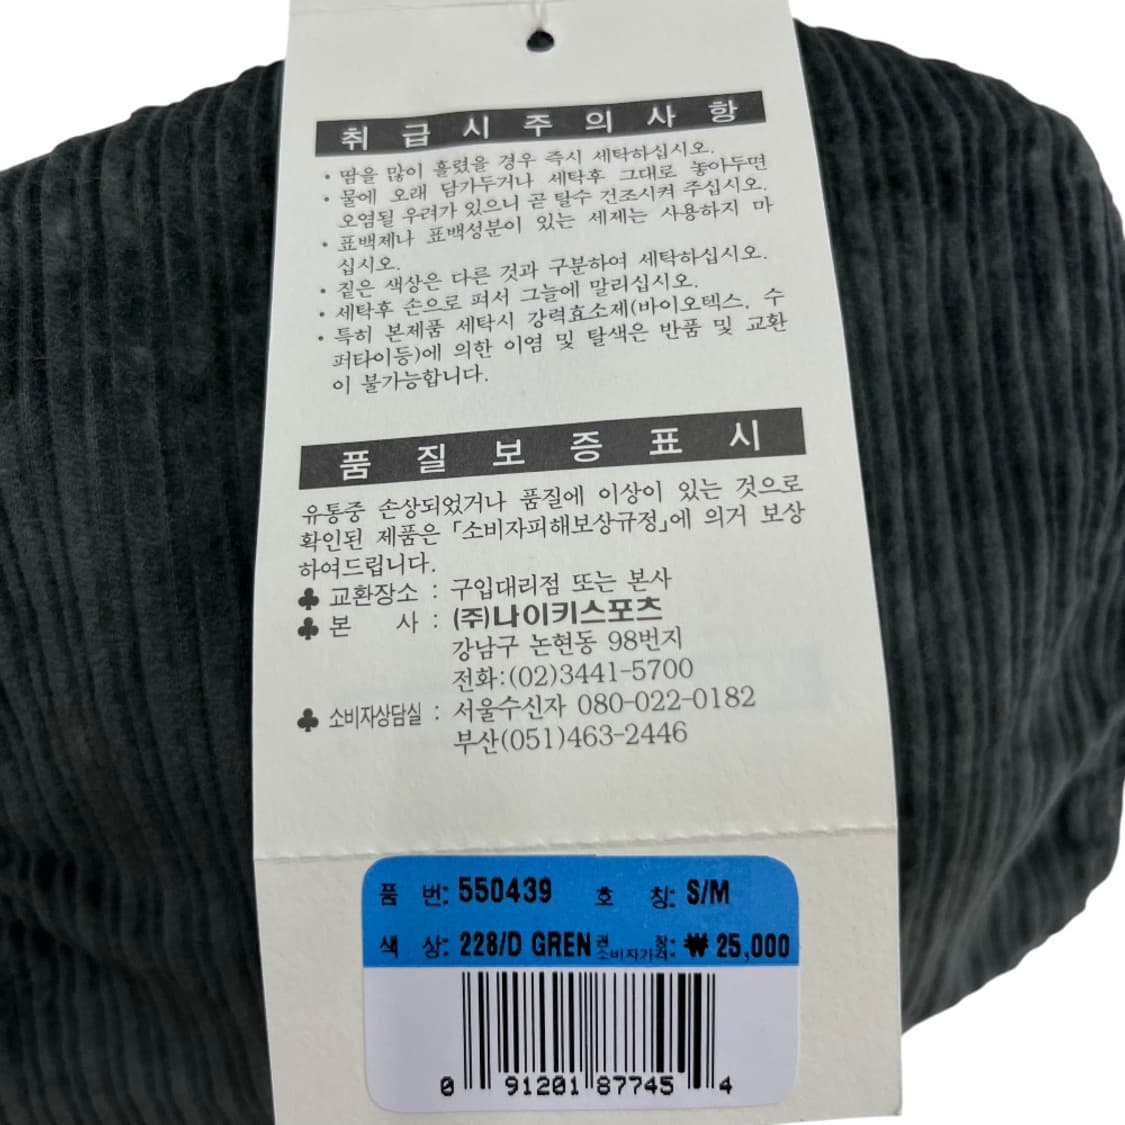 취급시주의사항
• 땀을 많이 흘렸을 경우 즉시 세탁하십시오.
• 물에 오래 담가두거나 세탁후 그대로 놓아두면
오염될 우려가 있으니 곧 탈수 건조시켜 주십시오.
• 표백제나 표백성분이 있는 세제는 사용하지 마
십시오.
• 짙은 색상은 다른 것과 구분하여 세탁하십시오.
• 세탁후 손으로 펴서 그늘에 말리십시오.
• 특히 본제품 세탁시 강력효소제(바이오텍스, 수
퍼타이등)에 의한 이염 및 탈색은 반품 및 교환
이 불가능합니다.
품질보증표시
유통중 손상되었거나 품질에 이상이 있는 것으로
확인된 제품은 「소비자피해보상규정」에 의거 보상
하여드립니다.
♣ 교환장소 : 구입대리점 또는 본사
♣ 본 사 : (주)나이키스포츠
강남구 논현동 98번지
전화:(02)3441-5700
♣ 소비자상담실 : 서울수신자 080-022-0182
부산(051)463-2446
품 번: 550439 호 칭: S/M
색 상: 228/D GREN 권 장 소비자가격: ₩ 25,000
0 91201 87745 4